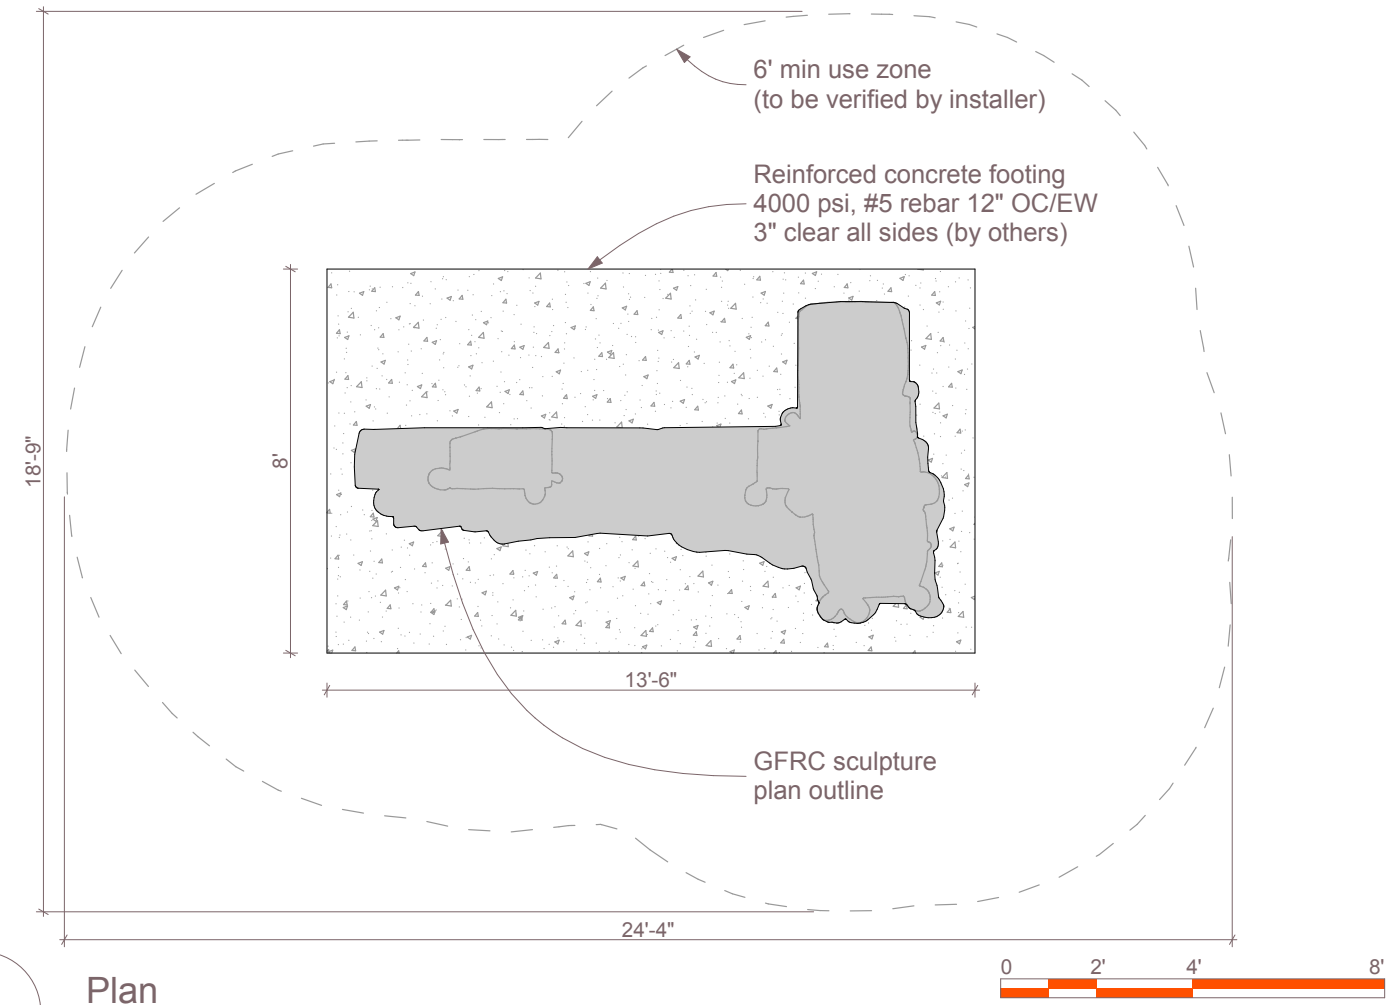 6' min use zone
(to be verified by installer)
Reinforced concrete footing
4000 psi, #5 rebar 12" OC/EW
3" clear all sides (by others)
18'-9"
8'
13'-6"
GFRC sculpture
plan outline
24'-4"
Plan
0 2' 4' 8'